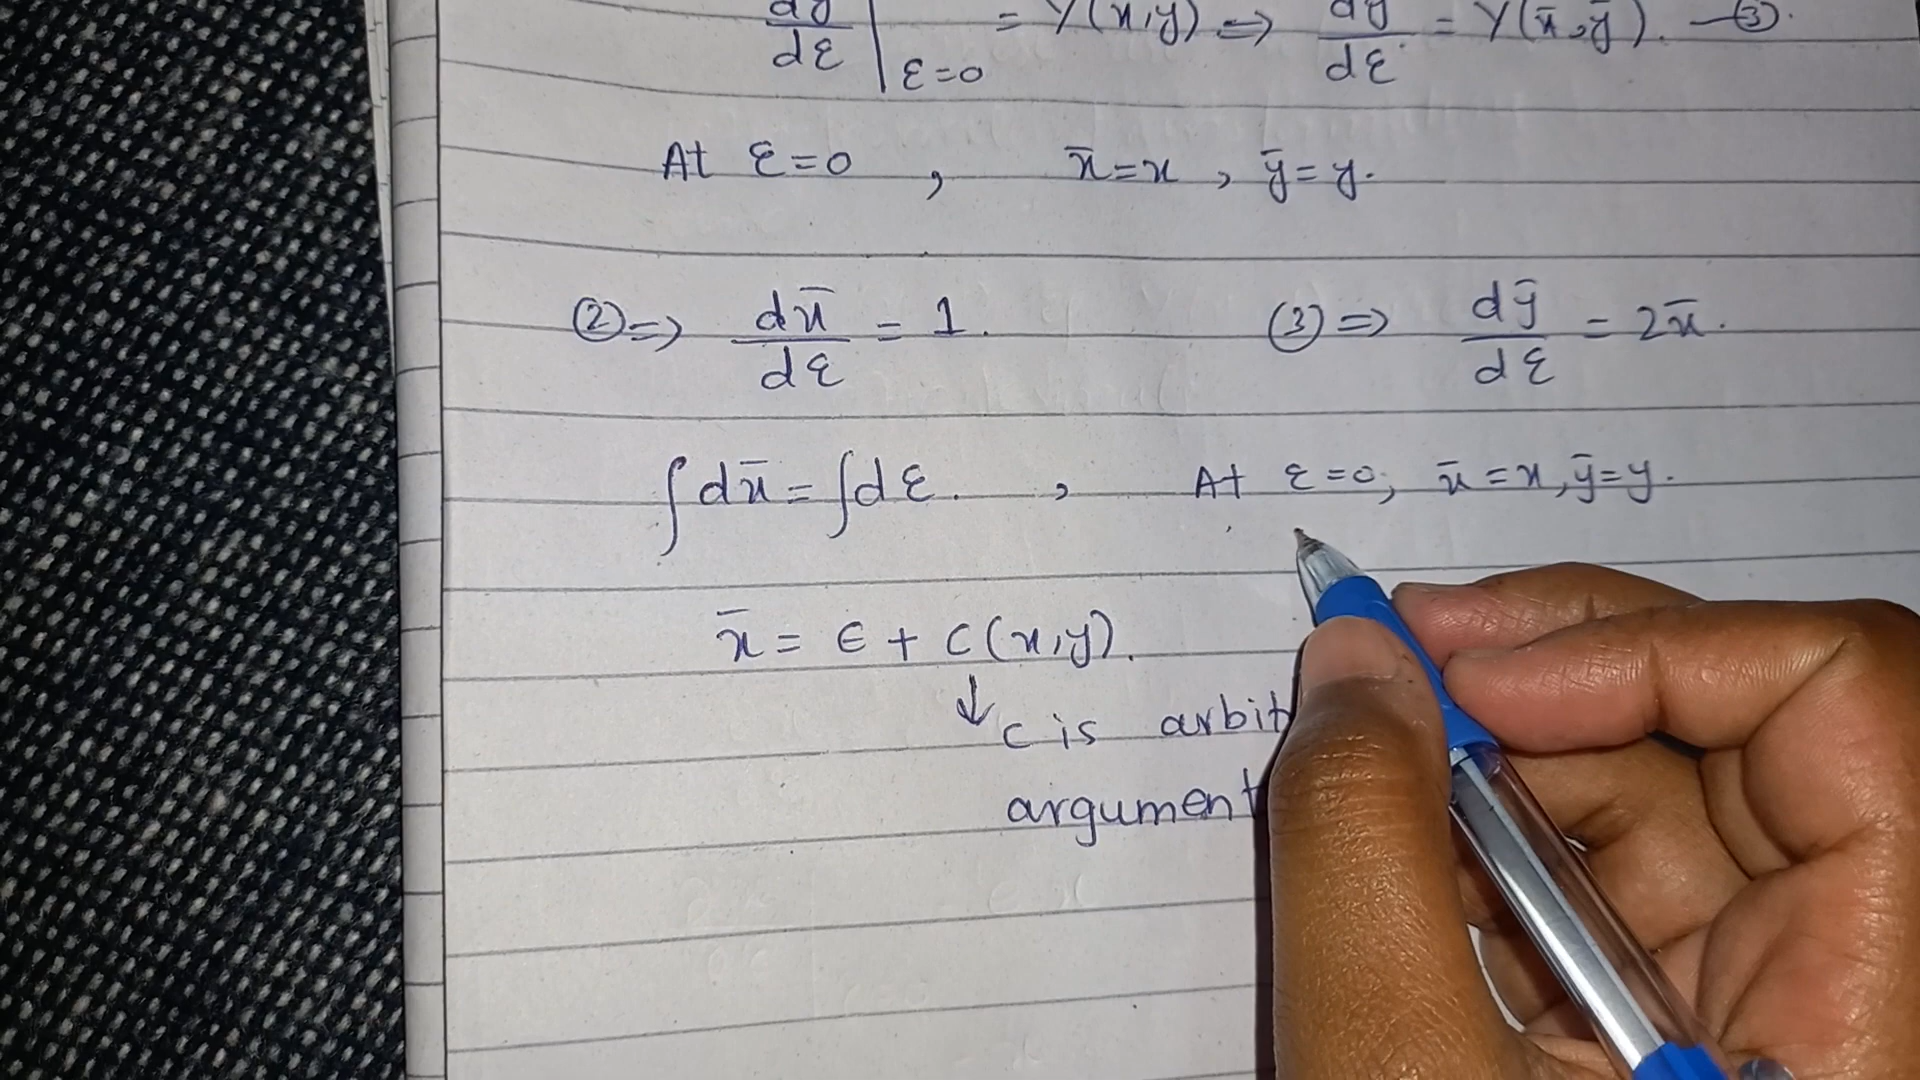 dȳ/dε |ε=0 = Y(x,y) ⇒ dȳ/dε = Y(x̄,ȳ). —③.
At ε=0 , x̄=x , ȳ=y.
②⇒ dx̄/dε = 1. ③⇒ dȳ/dε = 2x̄.
∫dx̄ = ∫dε. , At ε=0, x̄=x, ȳ=y.
x̄ = ϵ + c(x,y).
↓ c is
argument